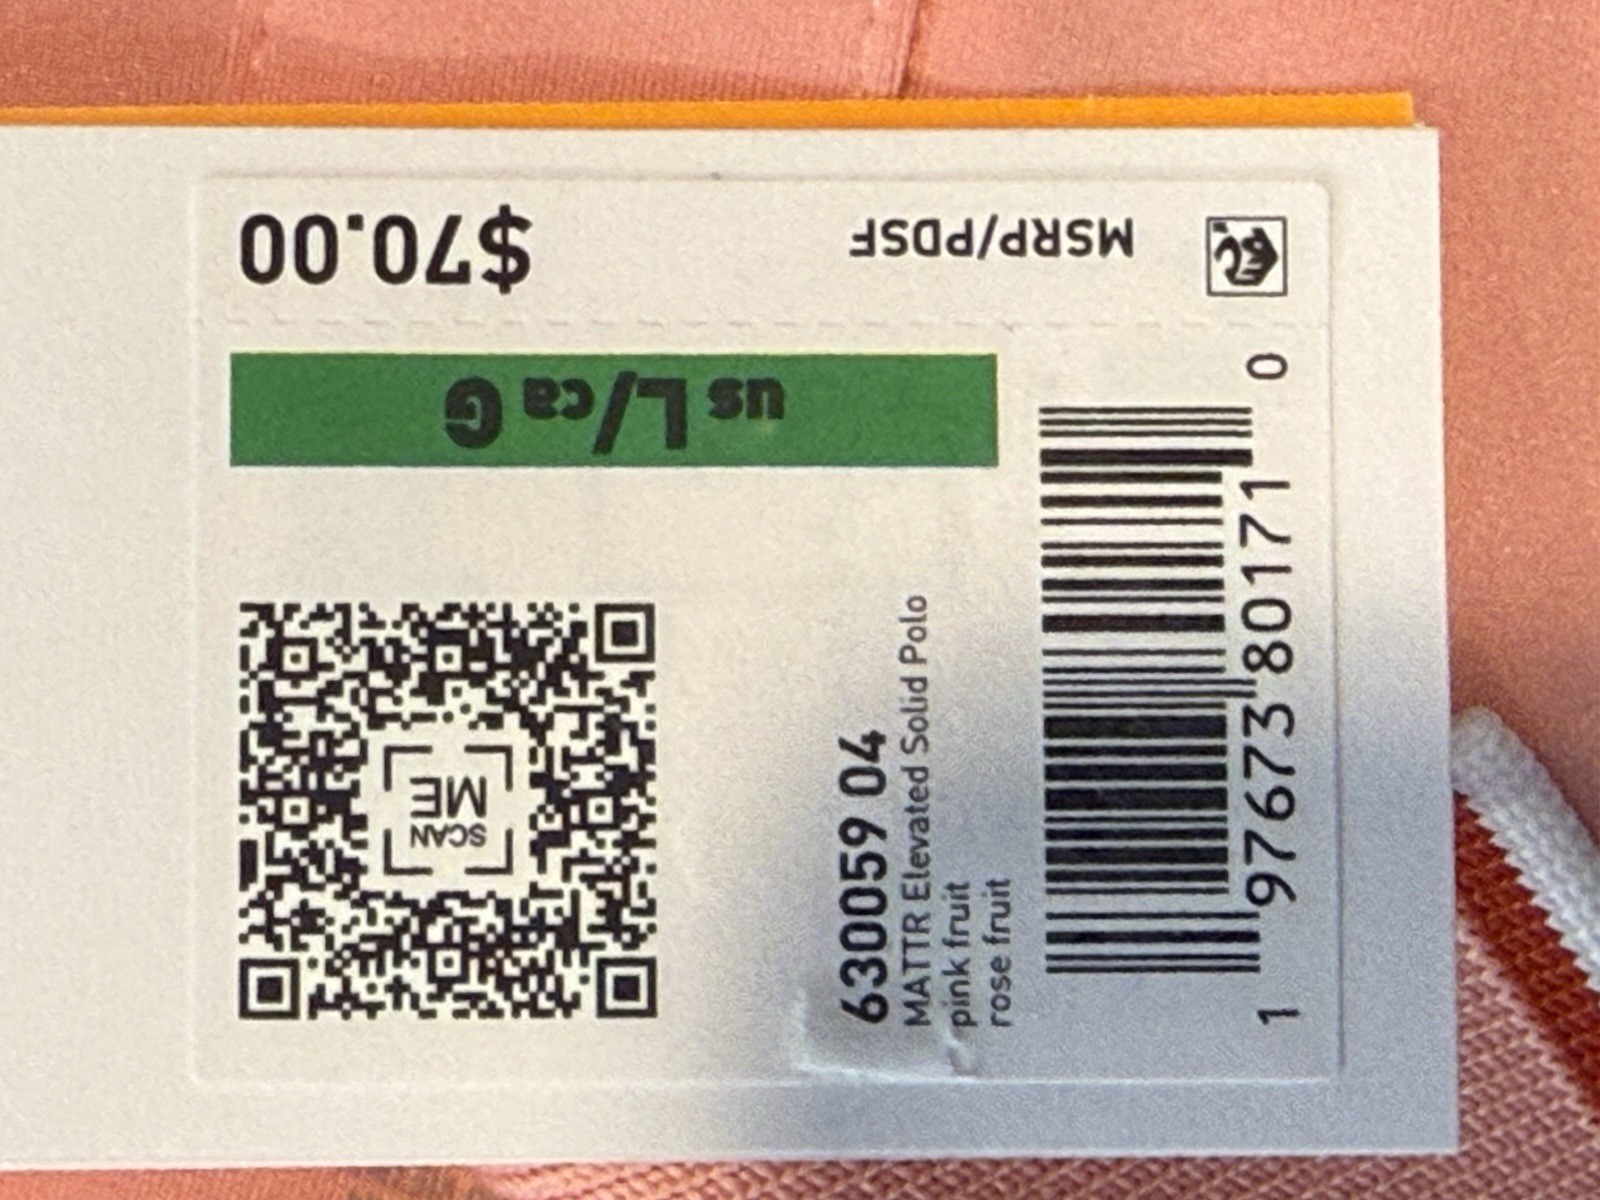 MSRP/PDSF $70.00
us L/ca G
SCAN
ME
630059 04
MATTR Elevated Solid Polo
pink fruit
rose fruit
1 97673 80171 0